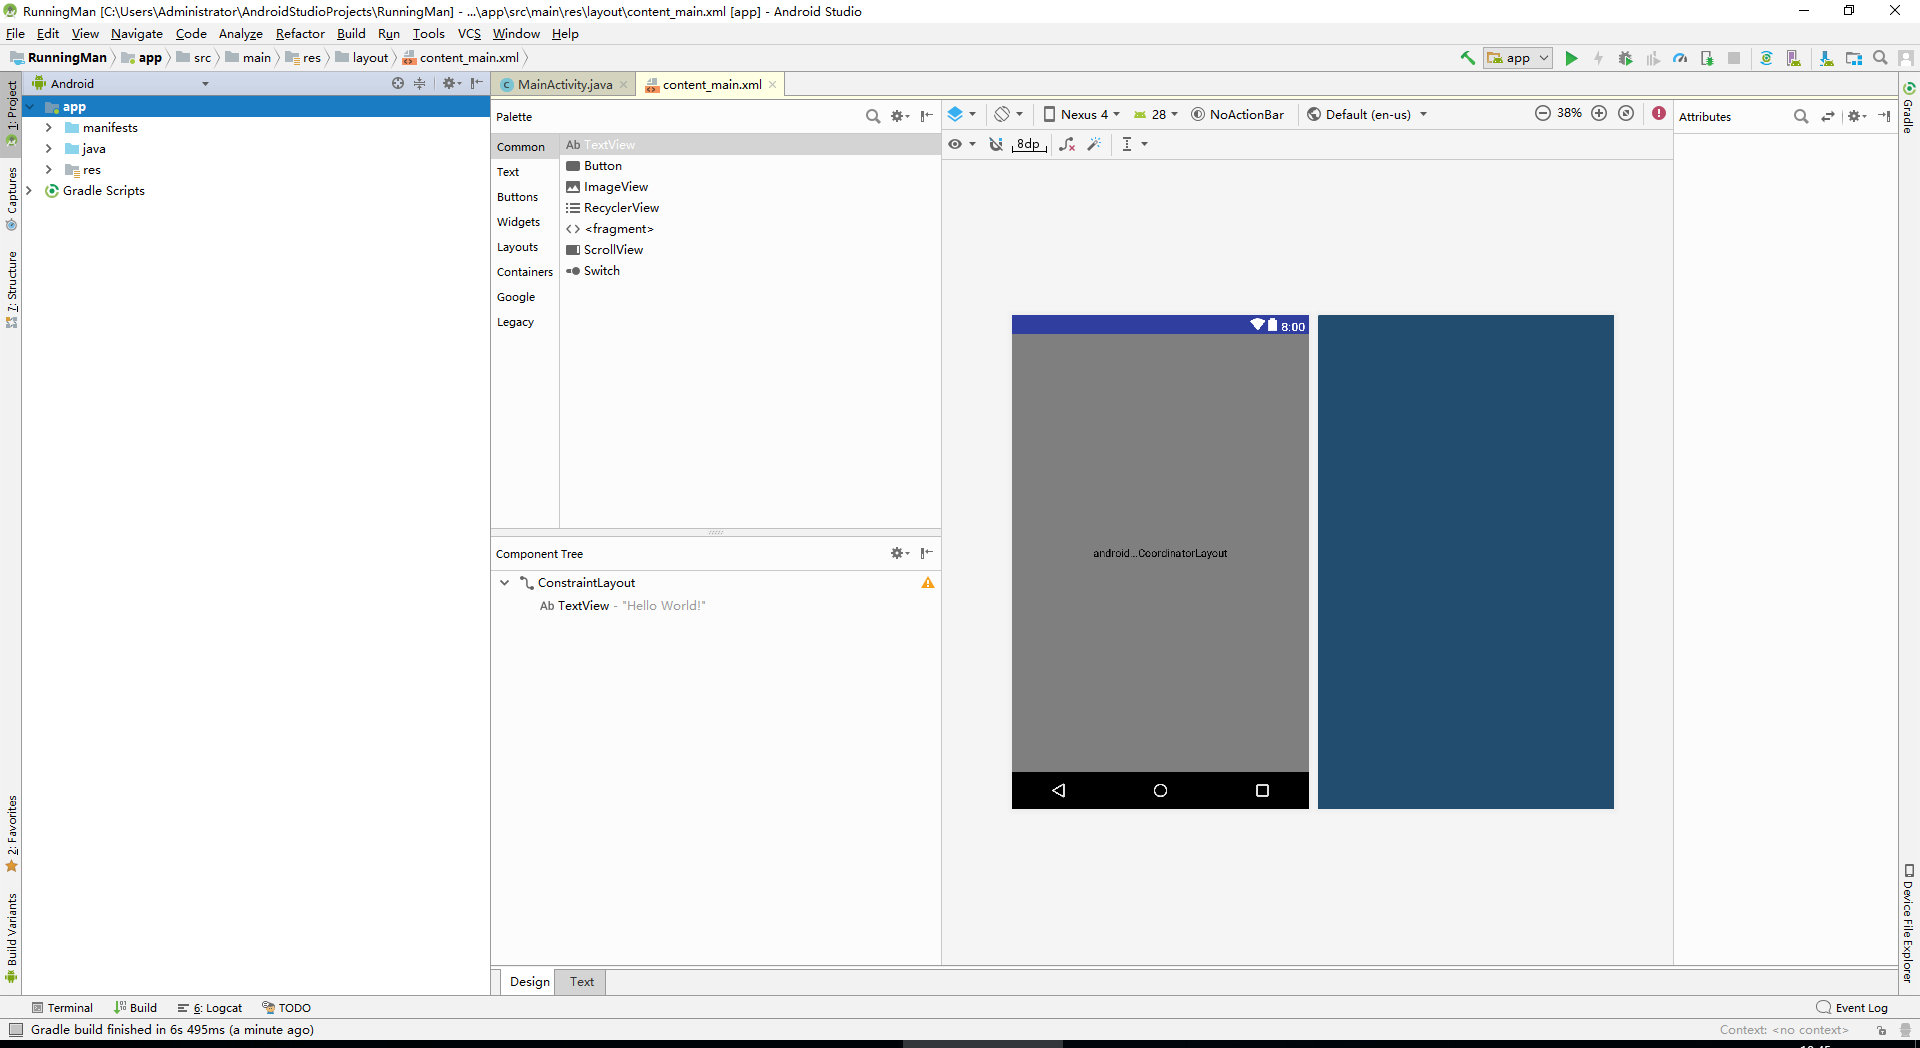 RunningMan [C:\Users\Administrator\AndroidStudioProjects\RunningMan] - ...\app\src\main\res\layout\content_main.xml [app] - Android Studio
File Edit View Navigate Code Analyze Refactor Build Run Tools VCS Window Help
RunningMan app src main res layout content_main.xml
app
1: Project
Captures
7: Structure
2: Favorites
Build Variants
Android
app
manifests
java
res
Gradle Scripts
MainActivity.java
content_main.xml
Palette
Common
Text
Buttons
Widgets
Layouts
Containers
Google
Legacy
Ab TextView
Button
ImageView
RecyclerView
<fragment>
ScrollView
Switch
Component Tree
ConstraintLayout
Ab TextView - "Hello World!"
Nexus 4 28 NoActionBar Default (en-us) 38%
8dp
8:00
android...CoordinatorLayout
Attributes
Gradle
Device File Explorer
Design Text
Terminal Build 6: Logcat TODO
Event Log
Gradle build finished in 6s 495ms (a minute ago)
Context: <no context>